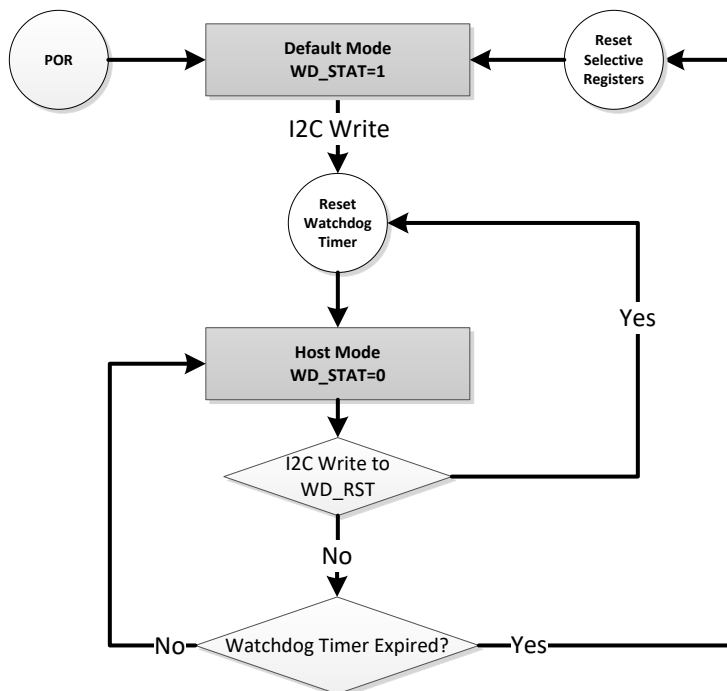 POR
Default Mode
WD_STAT=1
Reset
Selective
Registers
I2C Write
Reset
Watchdog
Timer
Yes
Host Mode
WD_STAT=0
I2C Write to
WD_RST
No
No
Watchdog Timer Expired?
Yes